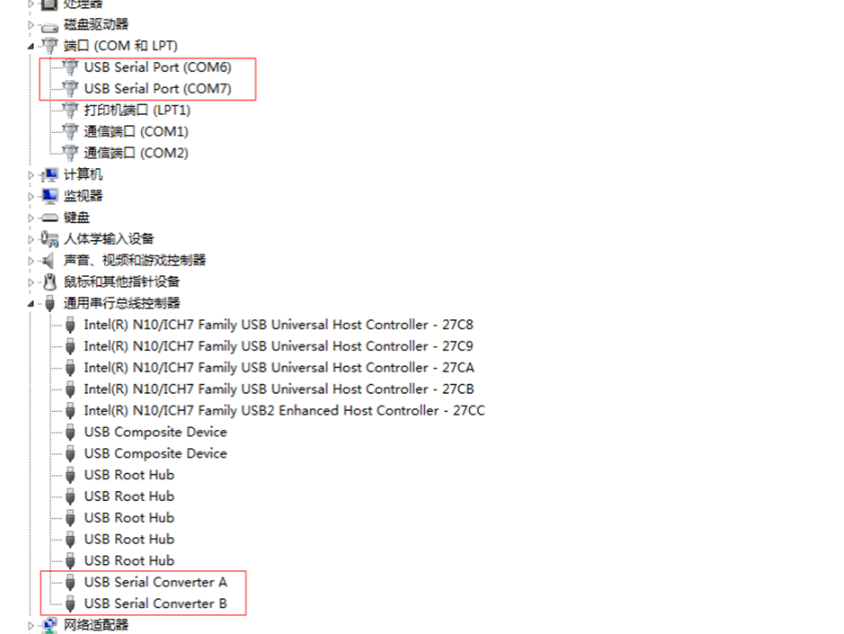 处理器
磁盘驱动器
端口 (COM 和 LPT)
USB Serial Port (COM6)
USB Serial Port (COM7)
打印机端口 (LPT1)
通信端口 (COM1)
通信端口 (COM2)
计算机
监视器
键盘
人体学输入设备
声音、视频和游戏控制器
鼠标和其他指针设备
通用串行总线控制器
Intel(R) N10/ICH7 Family USB Universal Host Controller - 27C8
Intel(R) N10/ICH7 Family USB Universal Host Controller - 27C9
Intel(R) N10/ICH7 Family USB Universal Host Controller - 27CA
Intel(R) N10/ICH7 Family USB Universal Host Controller - 27CB
Intel(R) N10/ICH7 Family USB2 Enhanced Host Controller - 27CC
USB Composite Device
USB Composite Device
USB Root Hub
USB Root Hub
USB Root Hub
USB Root Hub
USB Root Hub
USB Serial Converter A
USB Serial Converter B
网络适配器